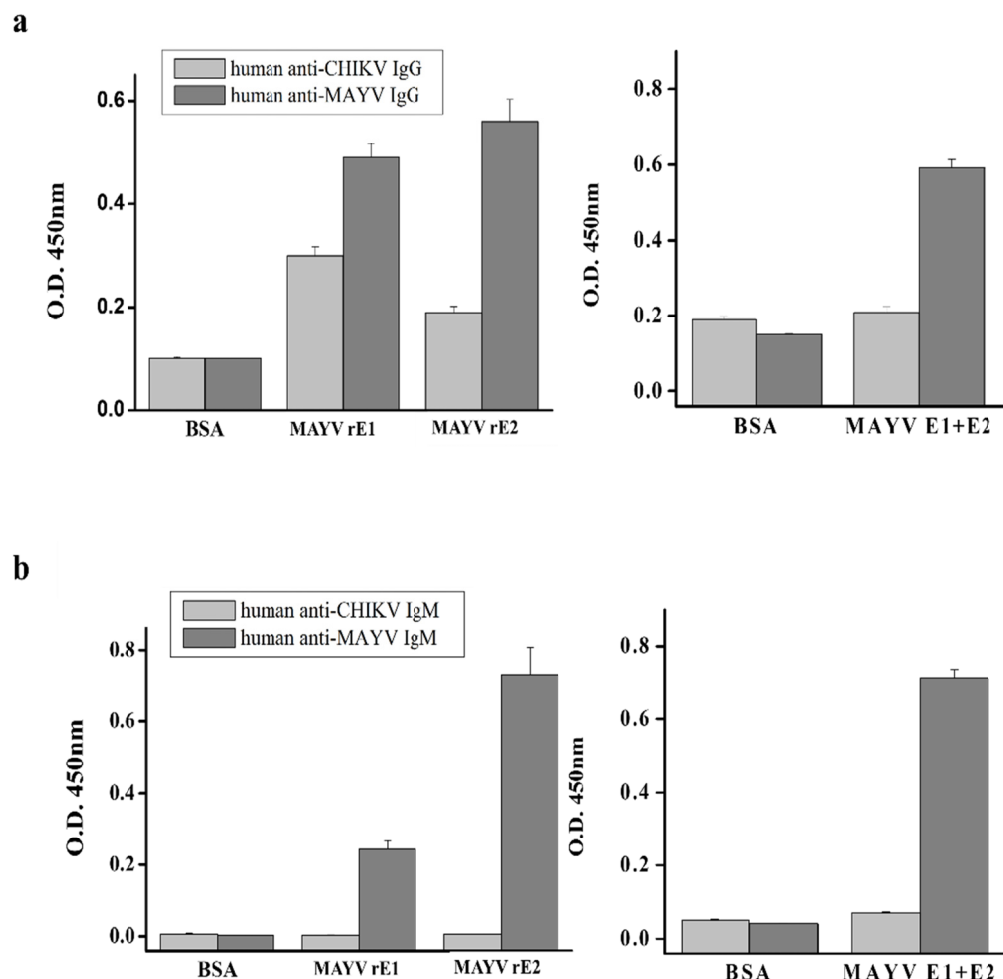 a
human anti-CHIKV IgG
human anti-MAYV IgG
O.D. 450nm
0.6
0.4
0.2
0.0
BSA
MAYV rE1
MAYV rE2
O.D. 450nm
0.8
0.6
0.4
0.2
0.0
BSA
MAYV E1+E2
b
human anti-CHIKV IgM
human anti-MAYV IgM
O.D. 450nm
0.8
0.6
0.4
0.2
0.0
BSA
MAYV rE1
MAYV rE2
O.D. 450nm
0.8
0.6
0.4
0.2
0.0
BSA
MAYV E1+E2